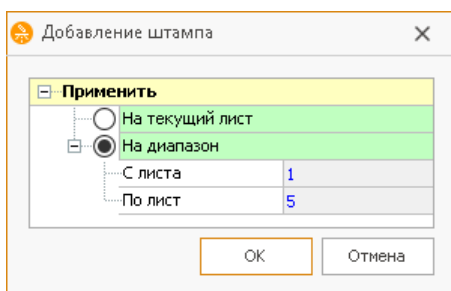 Добавление штампа
Применить
На текущий лист
На диапазон
С листа 1
По лист 5
OK Отмена